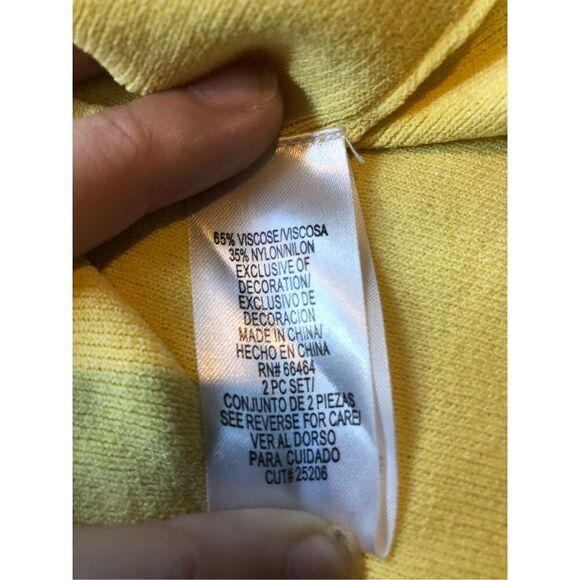 65% VISCOSE/VISCOSA
35% NYLON/NILON
EXCLUSIVE OF
DECORATION/
EXCLUSIVO DE
DECORACION
MADE IN CHINA/
HECHO EN CHINA
RN# 66464
2 PC SET/
CONJUNTO DE 2 PIEZAS
SEE REVERSE FOR CARE/
VER AL DORSO
PARA CUIDADO
CUT# 25206